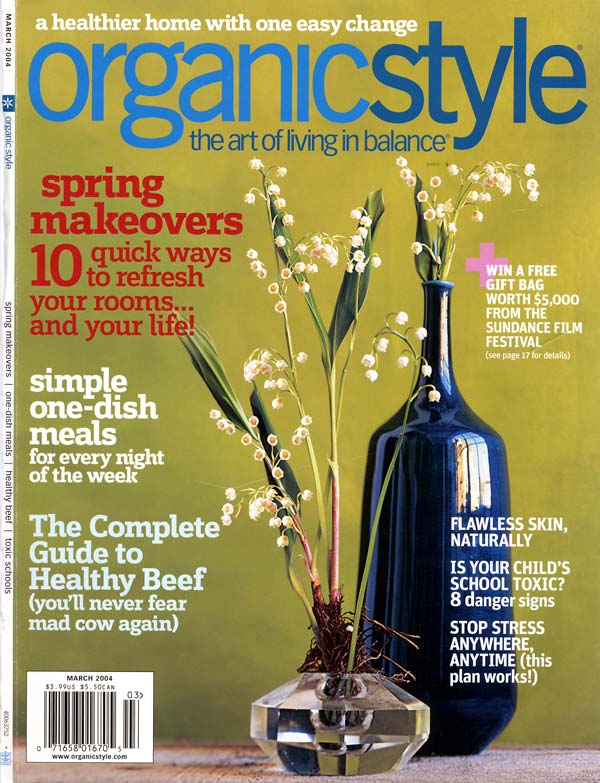 a healthier home with one easy change
organicstyle®
the art of living in balance®
spring
makeovers
10 quick ways
to refresh
your rooms...
and your life!
WIN A FREE
GIFT BAG
WORTH $5,000
FROM THE
SUNDANCE FILM
FESTIVAL
(see page 17 for details)
simple
one-dish
meals
for every night
of the week
The Complete
Guide to
Healthy Beef
(you'll never fear
mad cow again)
FLAWLESS SKIN,
NATURALLY
IS YOUR CHILD'S
SCHOOL TOXIC?
8 danger signs
STOP STRESS
ANYWHERE,
ANYTIME (this
plan works!)
MARCH 2004
$3.99US $5.50CAN
03>
0 71658 01670 5
www.organicstyle.com
MARCH 2004
organic style
spring makeovers | one-dish meals | healthy beef | toxic schools